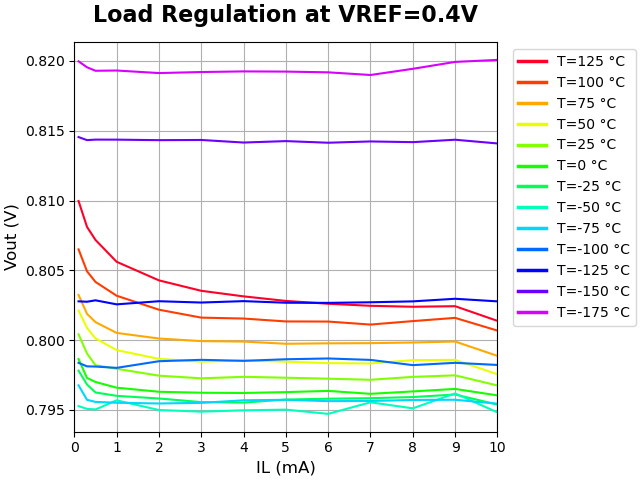 Load Regulation at VREF=0.4V
Vout (V)
0.820
0.815
0.810
0.805
0.800
0.795
0 1 2 3 4 5 6 7 8 9 10
IL (mA)
T=125 °C
T=100 °C
T=75 °C
T=50 °C
T=25 °C
T=0 °C
T=-25 °C
T=-50 °C
T=-75 °C
T=-100 °C
T=-125 °C
T=-150 °C
T=-175 °C